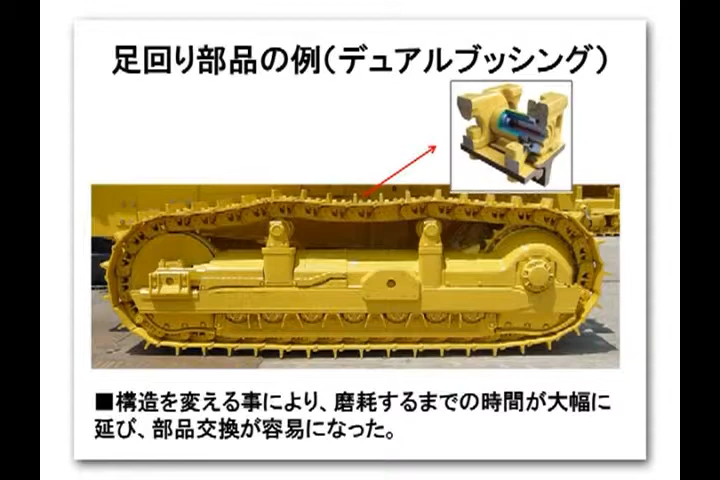 足回り部品の例（デュアルブッシング）
■構造を変える事により、磨耗するまでの時間が大幅に
延び、部品交換が容易になった。